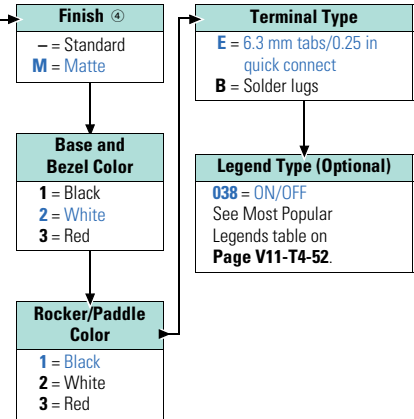 Finish ④
– = Standard
M = Matte
Base and
Bezel Color
1 = Black
2 = White
3 = Red
Rocker/Paddle
Color
1 = Black
2 = White
3 = Red
Terminal Type
E = 6.3 mm tabs/0.25 in
quick connect
B = Solder lugs
Legend Type (Optional)
038 = ON/OFF
See Most Popular
Legends table on
Page V11-T4-52.